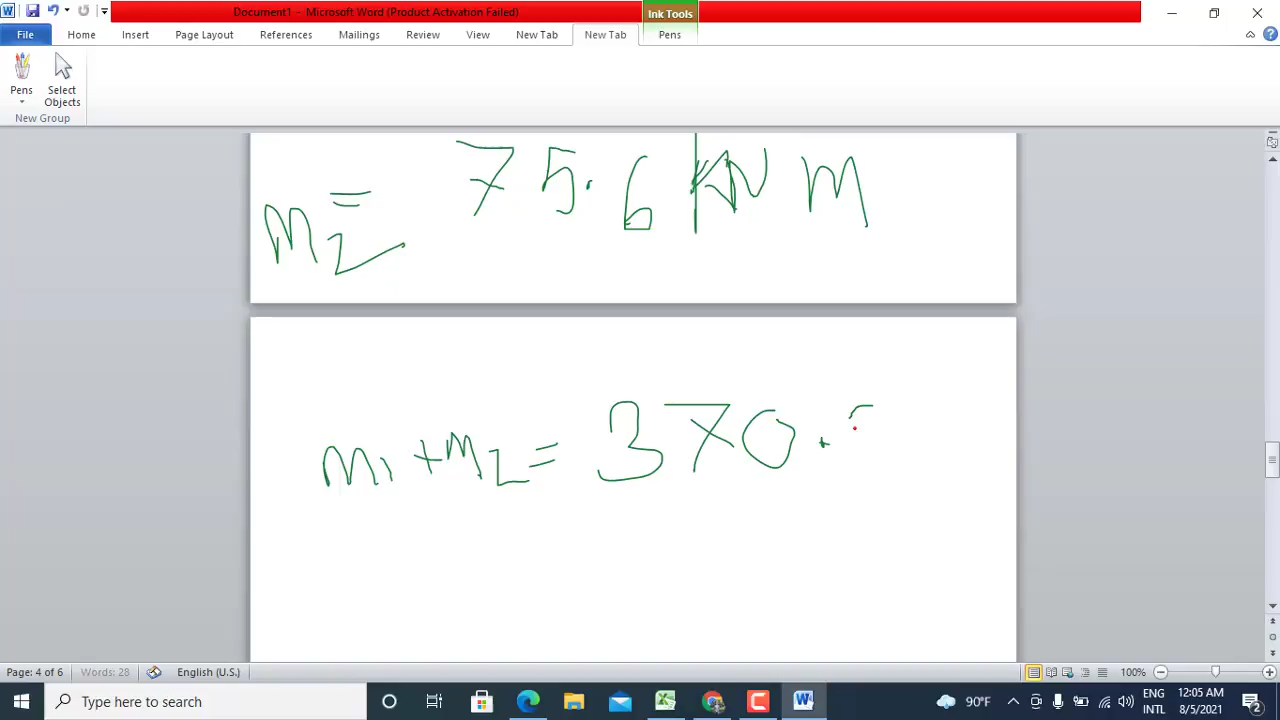 Document1 - Microsoft Word (Product Activation Failed)
Ink Tools
File Home Insert Page Layout References Mailings Review View New Tab New Tab Pens
Pens
Select Objects
New Group
= 75.6 kN m
m2
m1 + m2 = 370.
Page: 4 of 6 Words: 28 English (U.S.) 100%
Type here to search
90°F
ENG
INTL
12:05 AM
8/5/2021
2